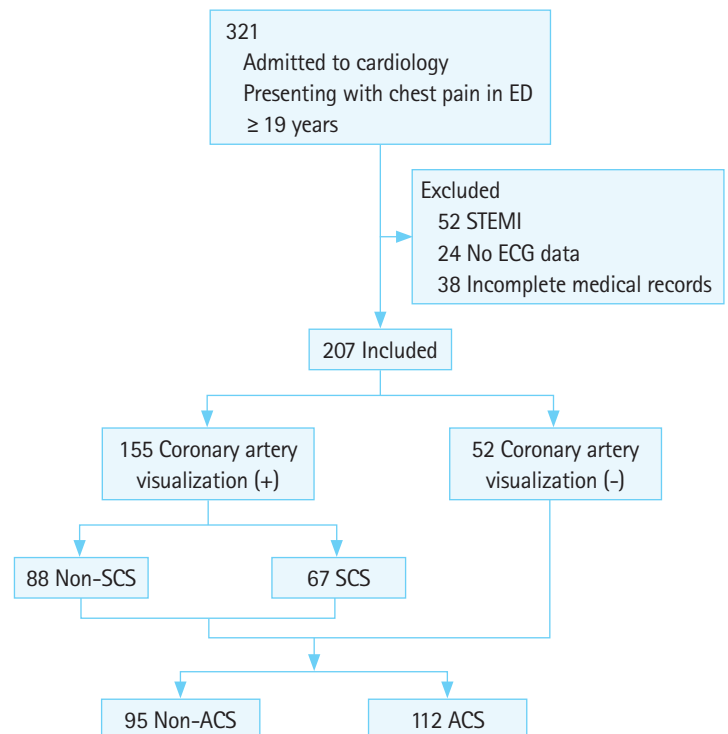 321
Admitted to cardiology
Presenting with chest pain in ED
≥ 19 years
Excluded
52 STEMI
24 No ECG data
38 Incomplete medical records
207 Included
155 Coronary artery
visualization (+)
52 Coronary artery
visualization (-)
88 Non-SCS
67 SCS
95 Non-ACS
112 ACS